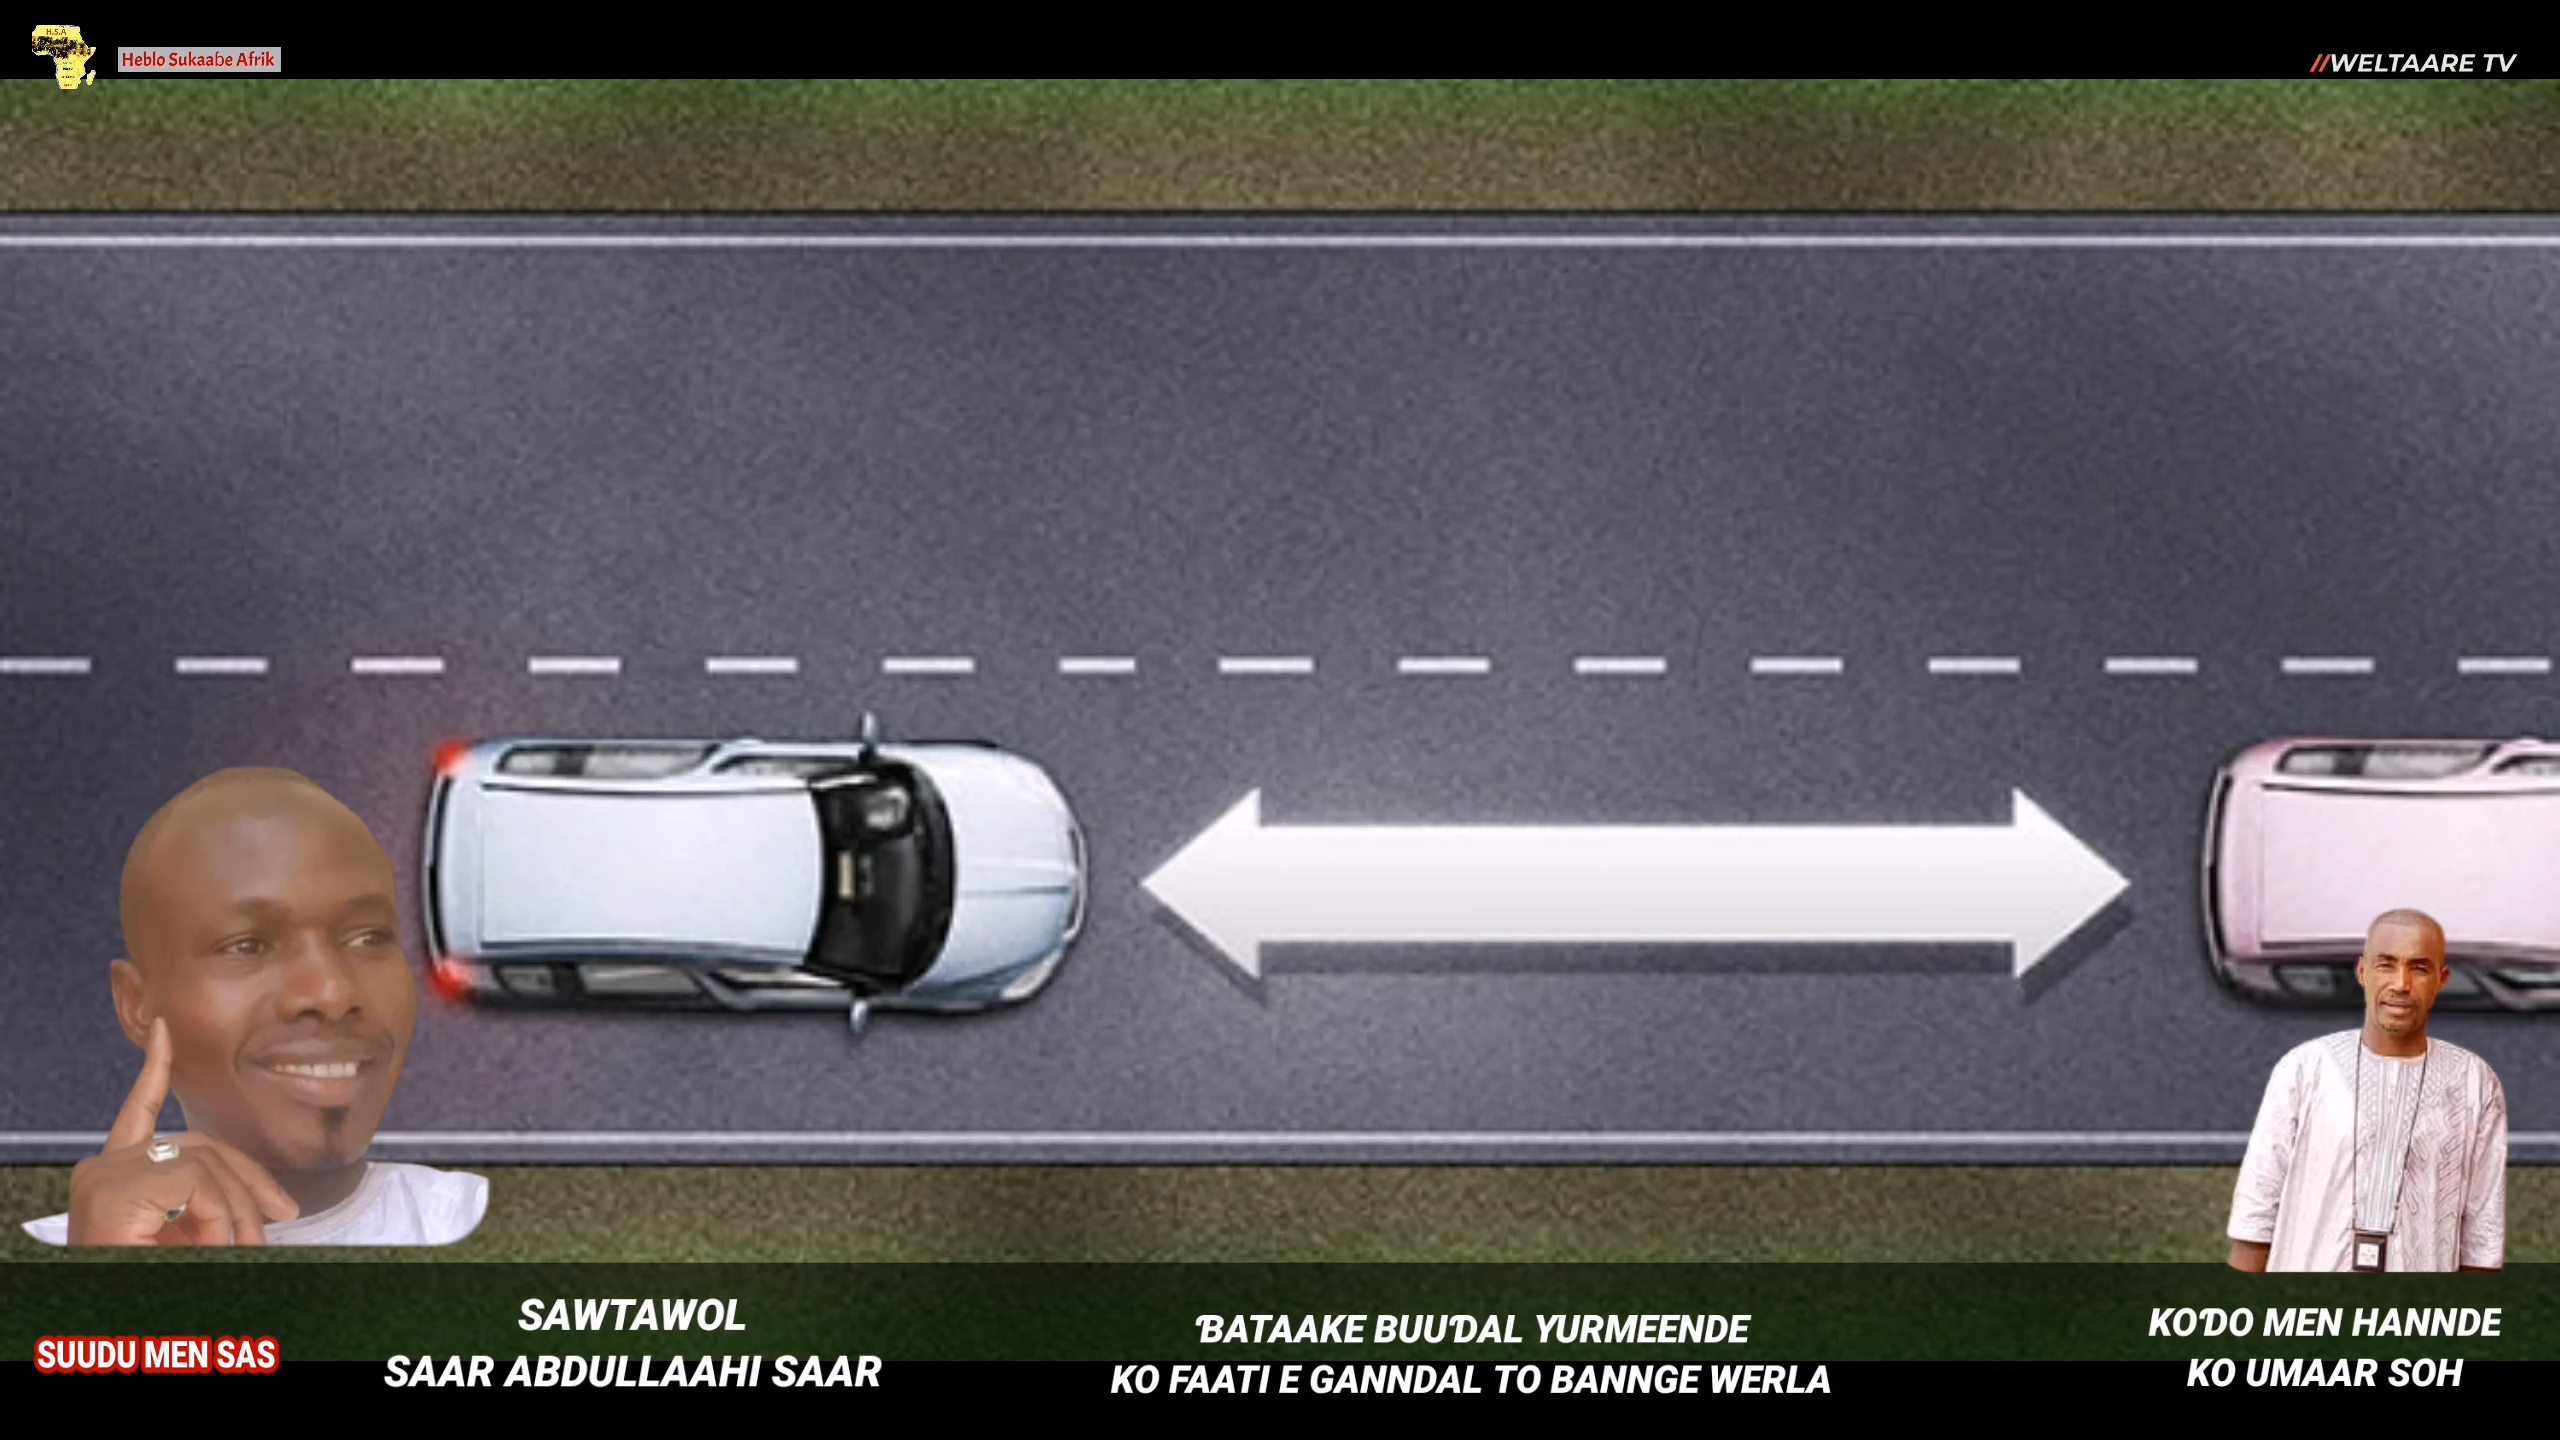 H.S.A
Heblo Sukaaɓe Afrik
//WELTAARE TV
SAWTAWOL
SAAR ABDULLAAHI SAAR
SUUDU MEN SAS
ƁATAAKE BUUƊAL YURMEENDE
KO FAATI E GANNDAL TO BANNGE WERLA
KOƊO MEN HANNDE
KO UMAAR SOH